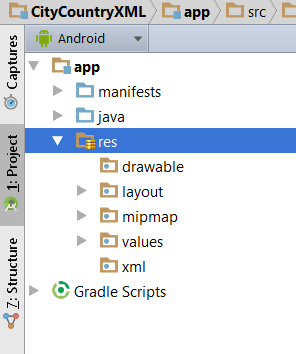 CityCountryXML app src
Android
app
manifests
java
res
drawable
layout
mipmap
values
xml
Gradle Scripts
Captures
1: Project
7: Structure